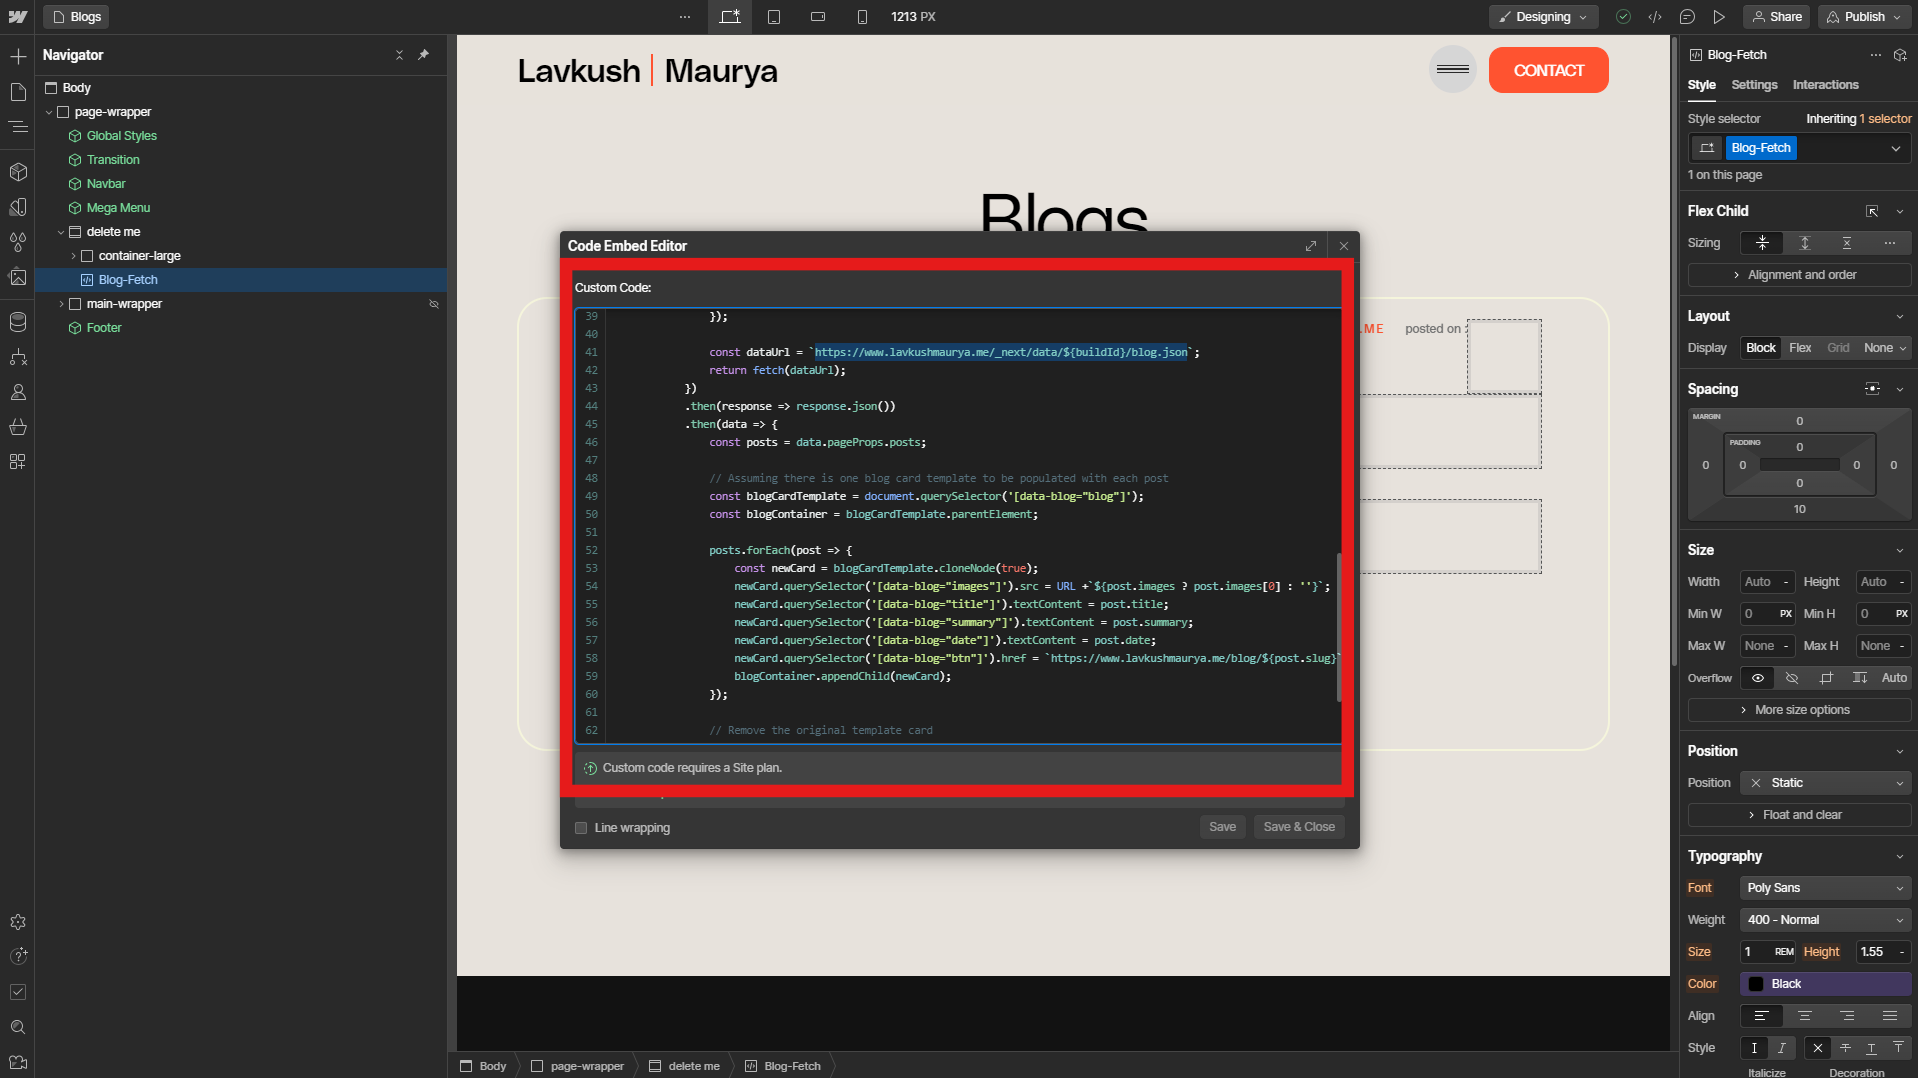 Blogs
1213 PX
Designing
Share
Publish
Navigator
Body
page-wrapper
Global Styles
Transition
Navbar
Mega Menu
delete me
container-large
Blog-Fetch
main-wrapper
Footer
Lavkush | Maurya
CONTACT
Blogs
.ME
posted on :
Code Embed Editor
Custom Code:
39 });
40
41 const dataUrl = `https://www.lavkushmaurya.me/_next/data/${buildId}/blog.json`;
42 return fetch(dataUrl);
43 })
44 .then(response => response.json())
45 .then(data => {
46 const posts = data.pageProps.posts;
47
48 // Assuming there is one blog card template to be populated with each post
49 const blogCardTemplate = document.querySelector('[data-blog="blog"]');
50 const blogContainer = blogCardTemplate.parentElement;
51
52 posts.forEach(post => {
53 const newCard = blogCardTemplate.cloneNode(true);
54 newCard.querySelector('[data-blog="images"]').src = URL +`${post.images ? post.images[0] : ''}`;
55 newCard.querySelector('[data-blog="title"]').textContent = post.title;
56 newCard.querySelector('[data-blog="summary"]').textContent = post.summary;
57 newCard.querySelector('[data-blog="date"]').textContent = post.date;
58 newCard.querySelector('[data-blog="btn"]').href = `https://www.lavkushmaurya.me/blog/${post.slug}`
59 blogContainer.appendChild(newCard);
60 });
61
62 // Remove the original template card
Custom code requires a Site plan.
Line wrapping
Save
Save & Close
Body
page-wrapper
delete me
Blog-Fetch
Blog-Fetch
Style Settings Interactions
Style selector Inheriting 1 selector
Blog-Fetch
1 on this page
Flex Child
Sizing
Alignment and order
Layout
Display Block Flex Grid None
Spacing
MARGIN
0
PADDING
0
0 0 0 0
0
10
Size
Width Auto - Height Auto -
Min W 0 PX Min H 0 PX
Max W None - Max H None -
Overflow Auto
More size options
Position
Position Static
Float and clear
Typography
Font Poly Sans
Weight 400 - Normal
Size 1 REM Height 1.55 -
Color Black
Align
Style
Italicize Decoration